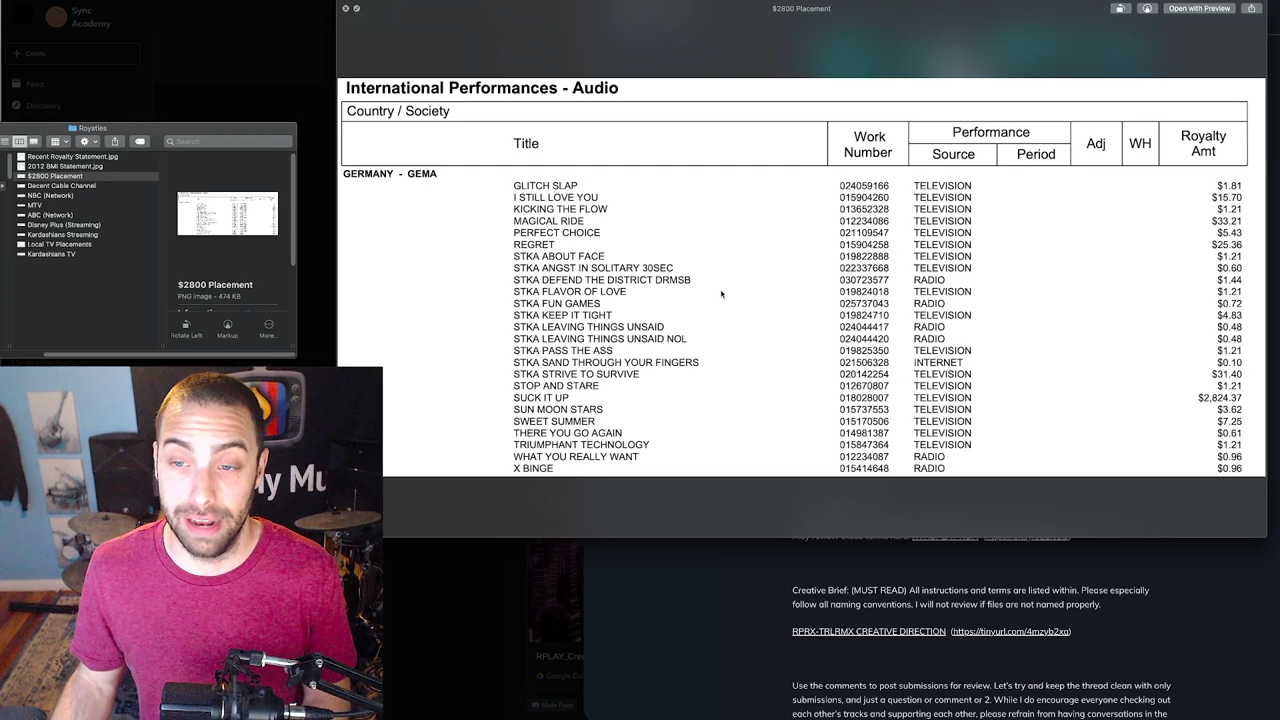 Sync
Academy
$2800 Placement
Open with Preview
Create
Feed
Discovery
Royaties
Search
Recent Royalty Statement.jpg
2012 BMI Statement.jpg
$2800 Placement
Decent Cable Channel
NBC (Network)
MTV
ABC (Network)
Disney Plus (Streaming)
Kardashians Streaming
Local TV Placements
Kardashians TV
$2800 Placement
PNG image - 474 KB
Rotate Left Markup More...
International Performances - Audio
Country / Society
Title Work Number Performance Source Period Adj WH Royalty Amt
GERMANY - GEMA
GLITCH SLAP 024059166 TELEVISION $1.81
I STILL LOVE YOU 015904260 TELEVISION $15.70
KICKING THE FLOW 013652328 TELEVISION $1.21
MAGICAL RIDE 012234086 TELEVISION $33.21
PERFECT CHOICE 021109547 TELEVISION $5.43
REGRET 015904258 TELEVISION $25.36
STKA ABOUT FACE 019822888 TELEVISION $1.21
STKA ANGST IN SOLITARY 30SEC 022337668 TELEVISION $0.60
STKA DEFEND THE DISTRICT DRMSB 030723577 RADIO $1.44
STKA FLAVOR OF LOVE 019824018 TELEVISION $1.21
STKA FUN GAMES 025737043 RADIO $0.72
STKA KEEP IT TIGHT 019824710 TELEVISION $4.83
STKA LEAVING THINGS UNSAID 024044417 RADIO $0.48
STKA LEAVING THINGS UNSAID NOL 024044420 RADIO $0.48
STKA PASS THE ASS 019825350 TELEVISION $1.21
STKA SAND THROUGH YOUR FINGERS 021506328 INTERNET $0.10
STKA STRIVE TO SURVIVE 020142254 TELEVISION $31.40
STOP AND STARE 012670807 TELEVISION $1.21
SUCK IT UP 018028007 TELEVISION $2,824.37
SUN MOON STARS 015737553 TELEVISION $3.62
SWEET SUMMER 015170506 TELEVISION $7.25
THERE YOU GO AGAIN 014981387 TELEVISION $0.61
TRIUMPHANT TECHNOLOGY 015847364 TELEVISION $1.21
WHAT YOU REALLY WANT 012234087 RADIO $0.96
X BINGE 015414648 RADIO $0.96
Creative Brief: (MUST READ) All instructions and terms are listed within. Please especially
follow all naming conventions. I will not review if files are not named properly.
RPRX-TRLRMX CREATIVE DIRECTION (https://tinyurl.com/4mzyb2xa)
RPLAY_Crea
Google Do
Main Feed
Use the comments to post submissions for review. Let's try and keep the thread clean with only
submissions, and just a question or comment or 2. While I do encourage everyone checking out
each other's tracks and supporting each other, please refrain from having conversations in the